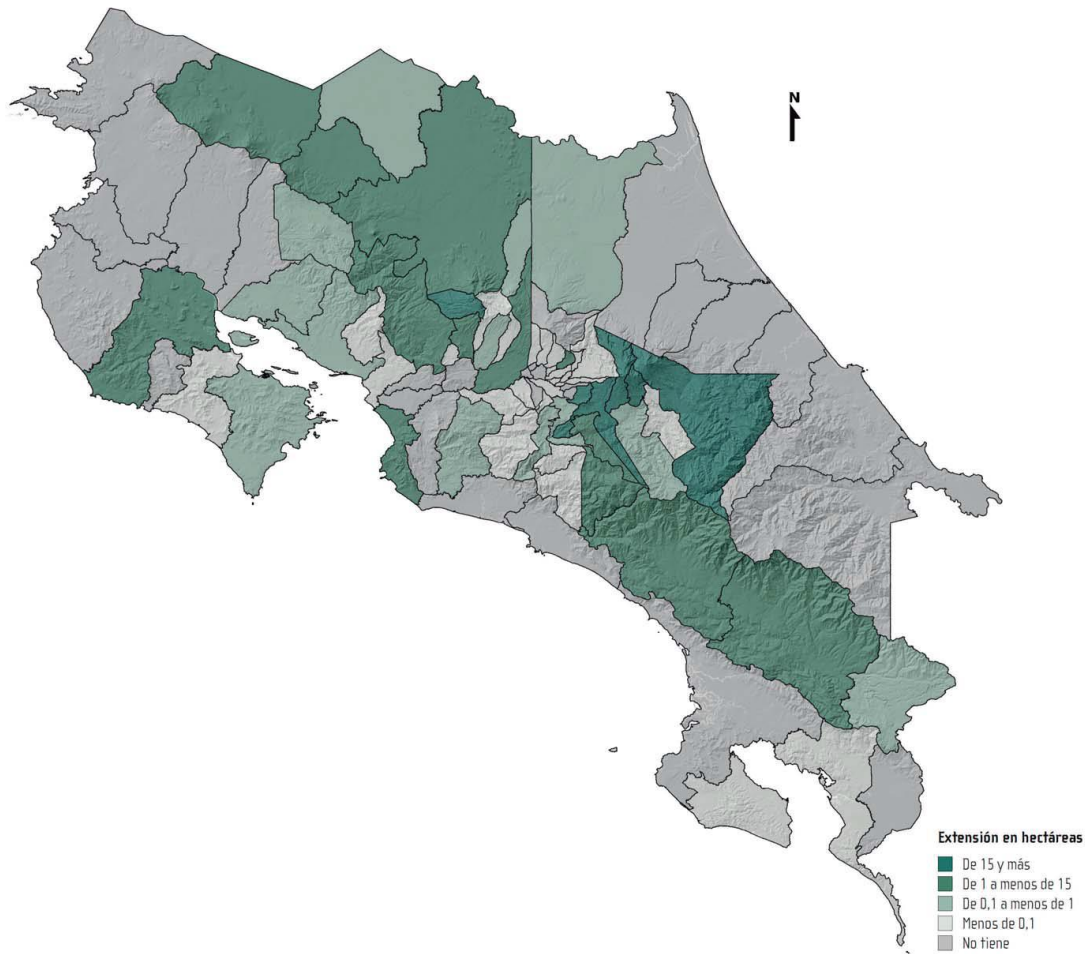 N
Extensión en hectáreas
De 15 y más
De 1 a menos de 15
De 0,1 a menos de 1
Menos de 0,1
No tiene